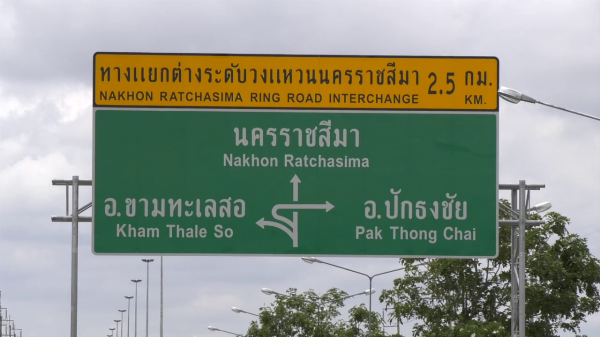 ทางแยกต่างระดับวงแหวนนครราชสีมา 2.5 กม.
NAKHON RATCHASIMA RING ROAD INTERCHANGE KM.
นครราชสีมา
Nakhon Ratchasima
อ.ขามทะเลสอ
Kham Thale So
อ.ปักธงชัย
Pak Thong Chai